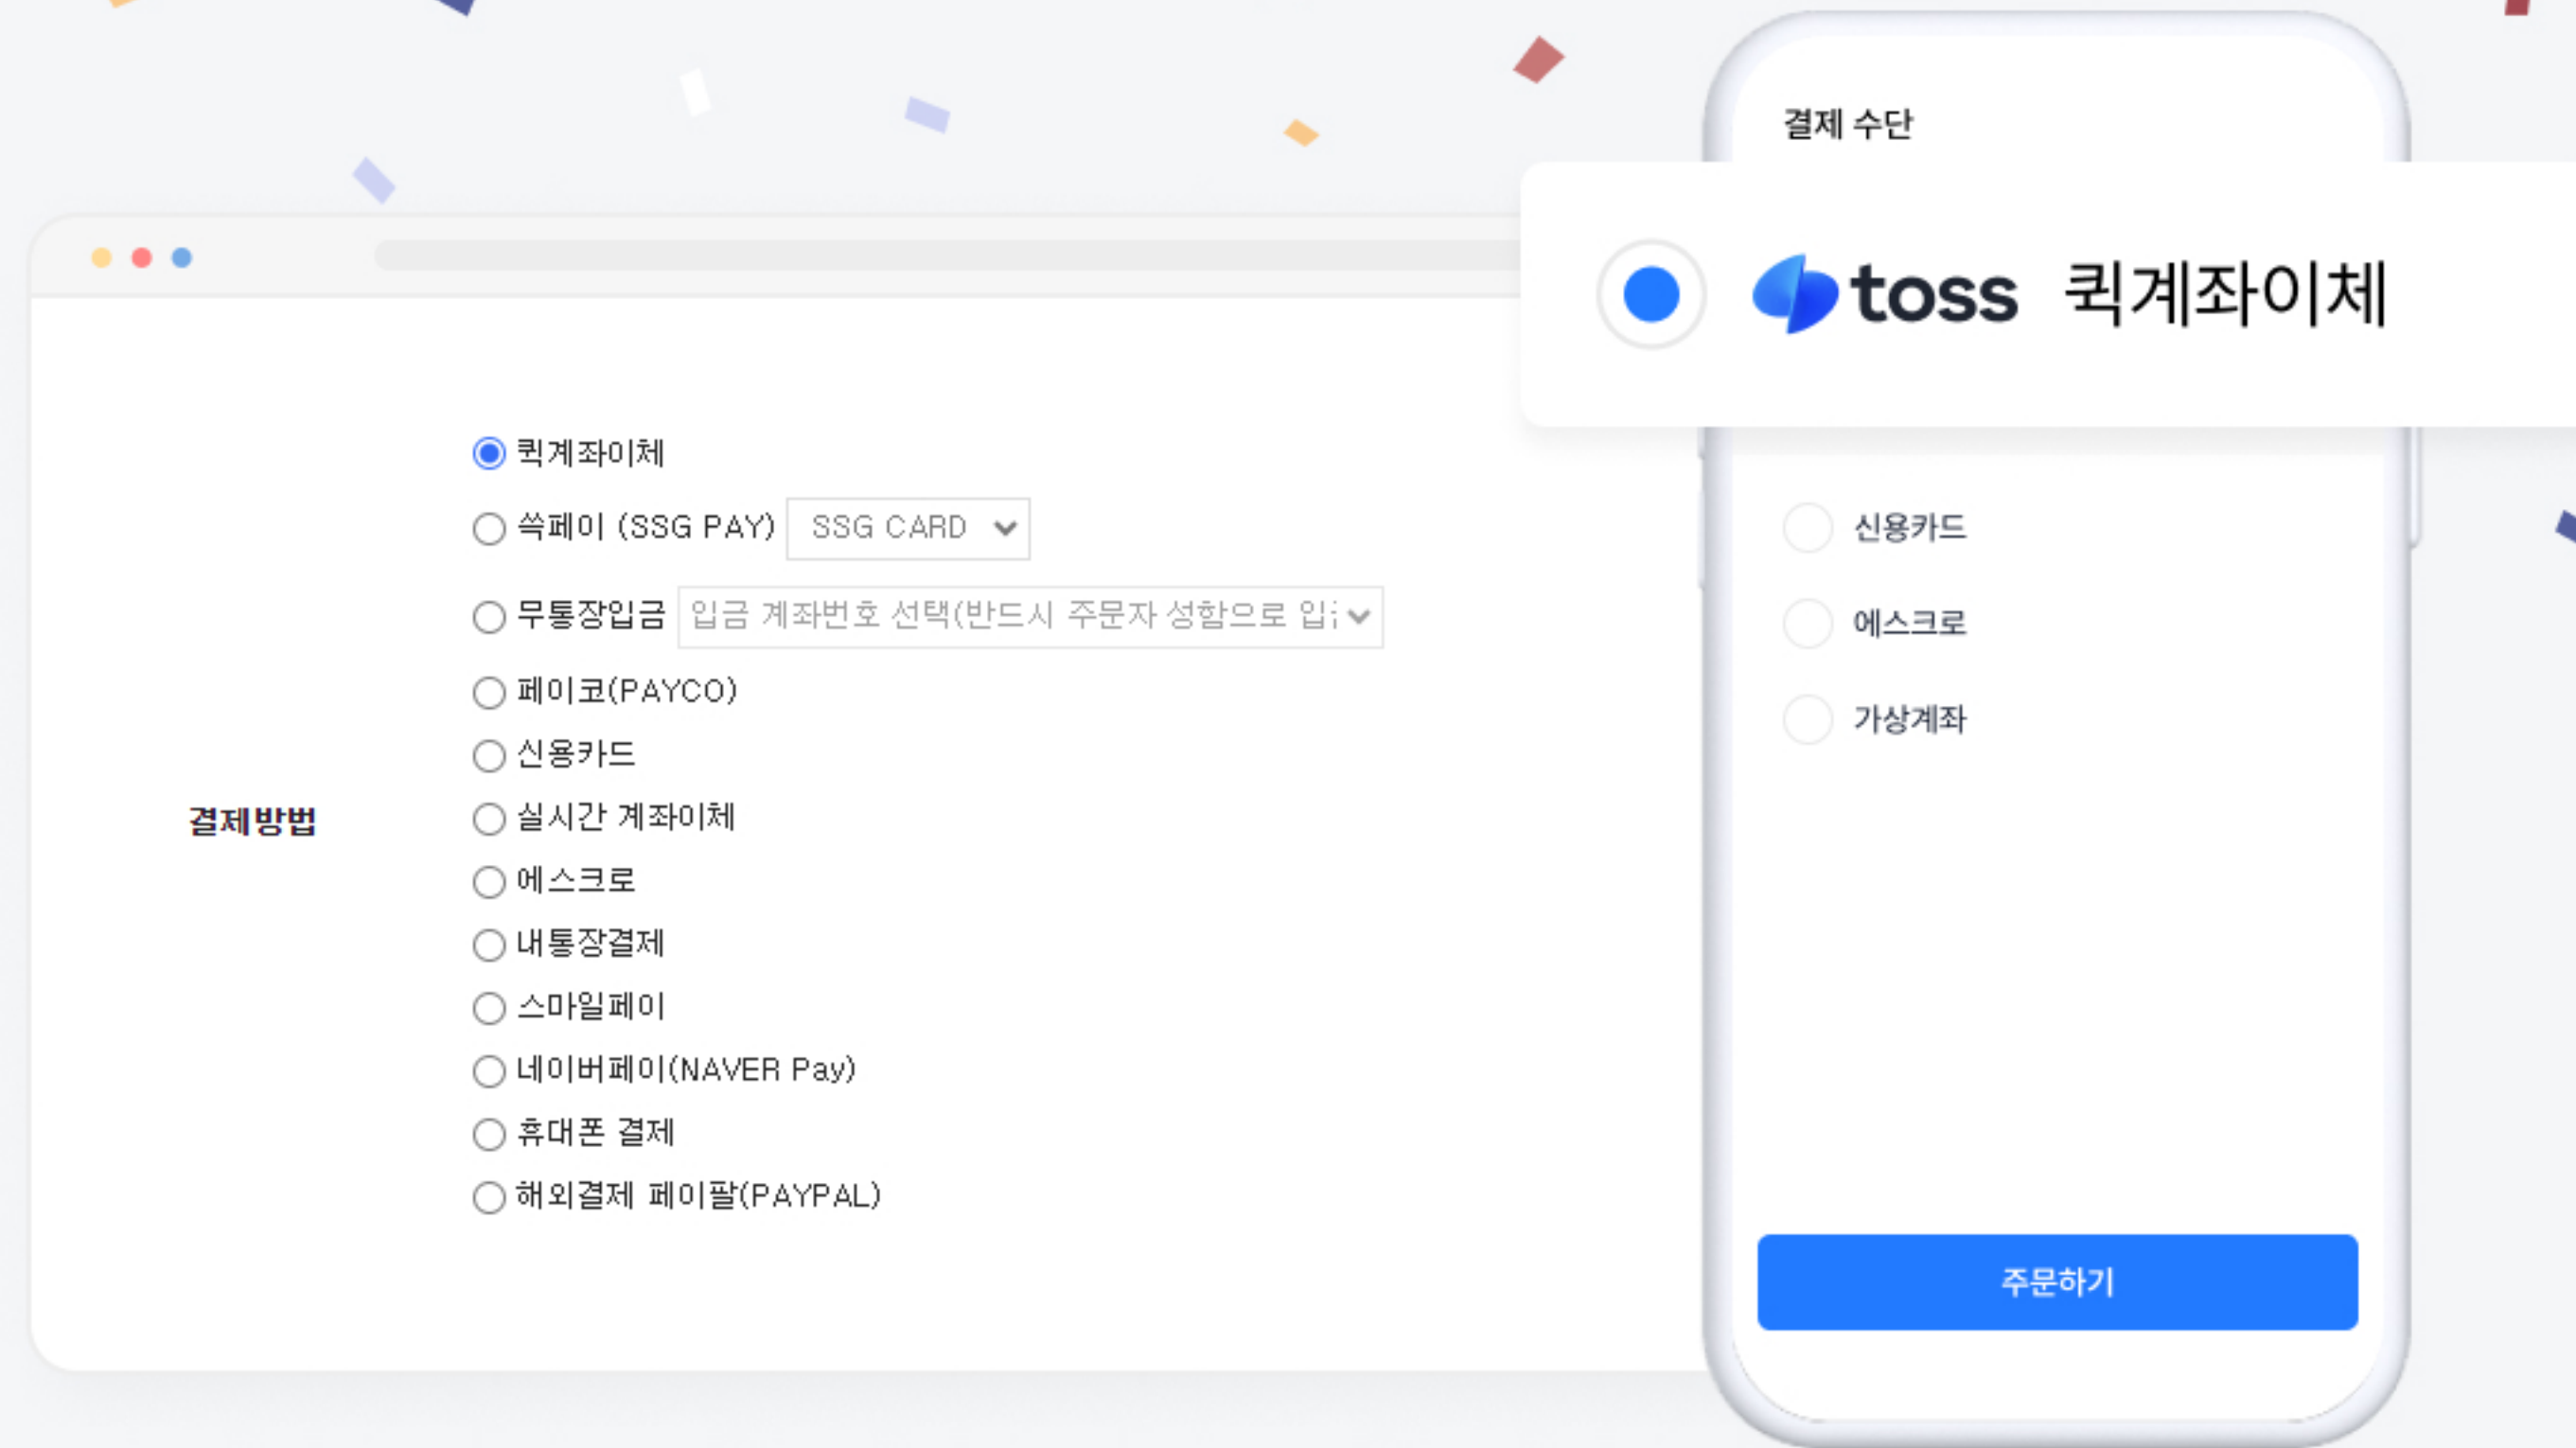 결제방법
퀵계좌이체
쓱페이 (SSG PAY) SSG CARD
무통장입금 입금 계좌번호 선택(반드시 주문자 성함으로
페이코(PAYCO)
신용카드
실시간 계좌이체
에스크로
내통장결제
스마일페이
네이버페이(NAVER Pay)
휴대폰 결제
해외결제 페이팔(PAYPAL)
결제 수단
toss 퀵계좌이체
신용카드
에스크로
가상계좌
주문하기